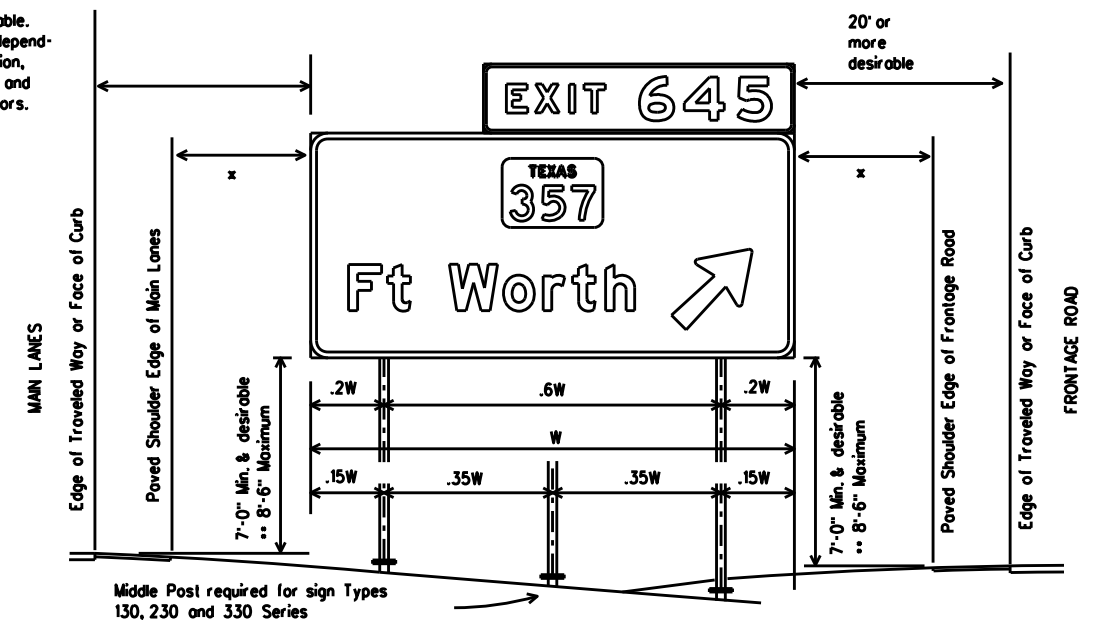 able.
depend-
ion,
and
ors.
20' or
more
desirable
EXIT 645
x
TEXAS
357
x
Ft Worth
MAIN LANES
Edge of Traveled Way or Face of Curb
Paved Shoulder Edge of Main Lanes
7'-0" Min. & desirable
** 8'-6" Maximum
.2W
.6W
.2W
W
.15W
.35W
.35W
.15W
7'-0" Min. & desirable
** 8'-6" Maximum
Paved Shoulder Edge of Frontage Road
Edge of Traveled Way or Face of Curb
FRONTAGE ROAD
Middle Post required for sign Types
130, 230 and 330 Series